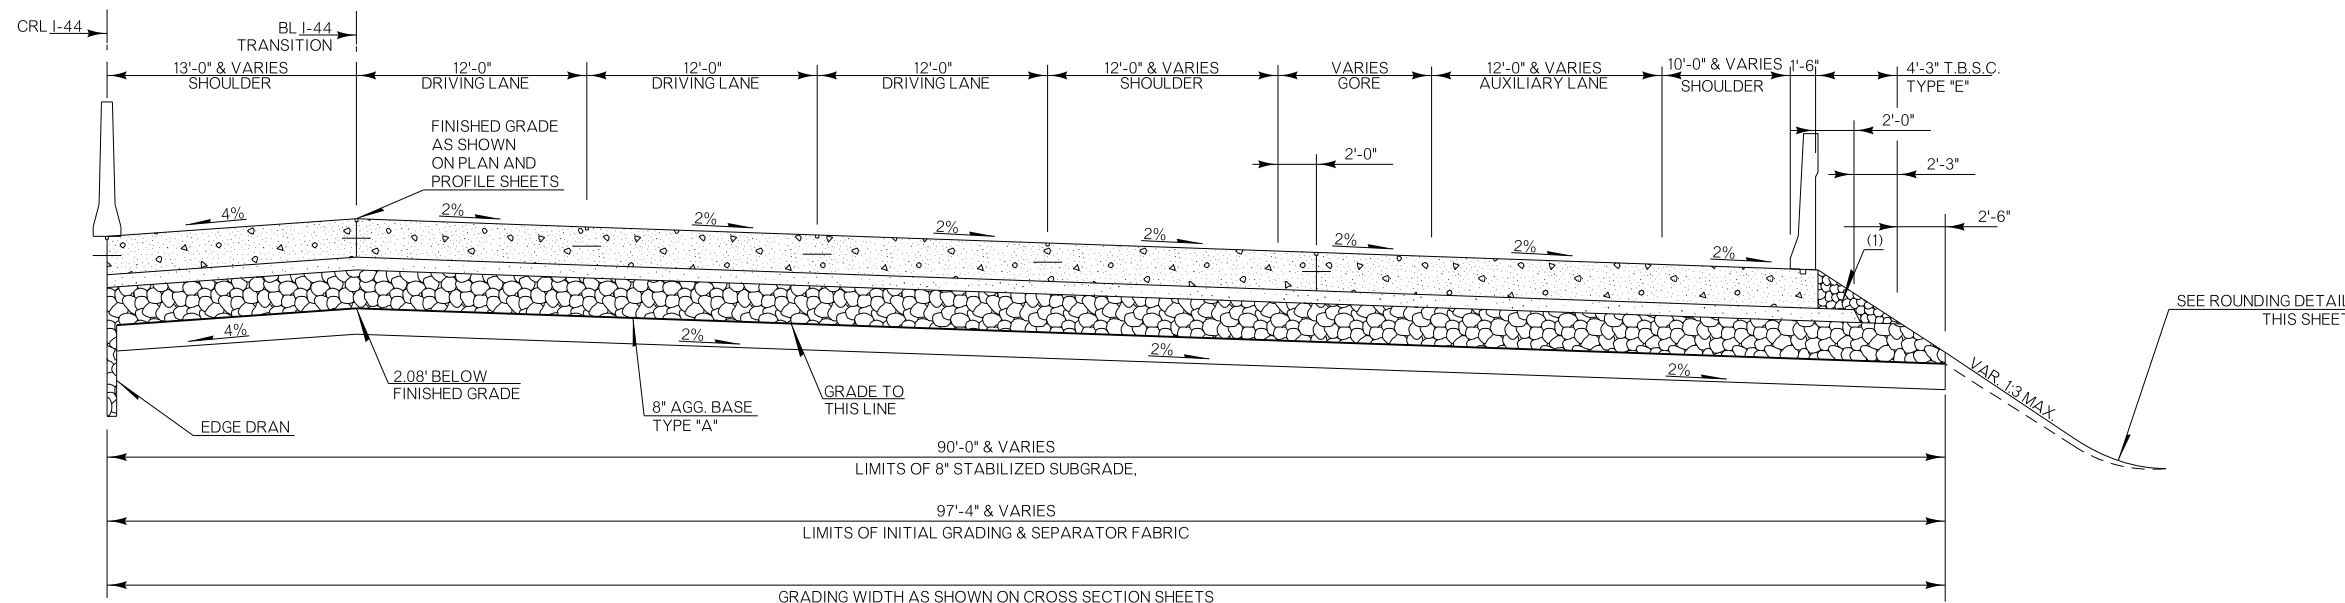 CRL I-44
BL I-44
TRANSITION
13'-0" & VARIES
SHOULDER
12'-0"
DRIVING LANE
12'-0"
DRIVING LANE
12'-0"
DRIVING LANE
12'-0" & VARIES
SHOULDER
VARIES
GORE
12'-0" & VARIES
AUXILIARY LANE
10'-0" & VARIES
SHOULDER
1'-6"
4'-3" T.B.S.C.
TYPE "E"
FINISHED GRADE
AS SHOWN
ON PLAN AND
PROFILE SHEETS
2'-0"
2'-0"
2'-3"
2'-6"
(1)
4%
2%
2%
2%
2%
2%
2%
2%
4%
2%
2%
2%
SEE ROUNDING DETAIL
THIS SHEET
VAR. 1:3 MAX.
2.08' BELOW
FINISHED GRADE
GRADE TO
THIS LINE
8" AGG. BASE
TYPE "A"
EDGE DRAN
90'-0" & VARIES
LIMITS OF 8" STABILIZED SUBGRADE,
97'-4" & VARIES
LIMITS OF INITIAL GRADING & SEPARATOR FABRIC
GRADING WIDTH AS SHOWN ON CROSS SECTION SHEETS